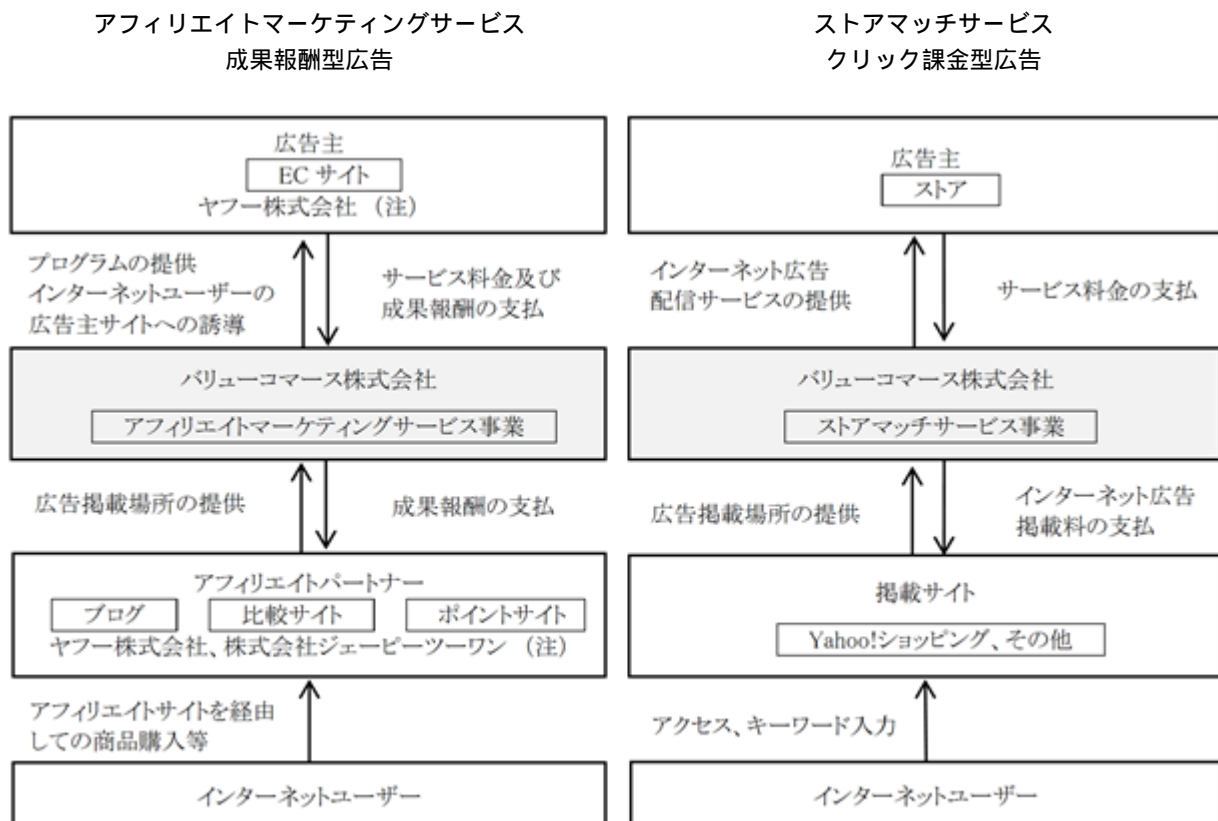 アフィリエイトマーケティングサービス
成果報酬型広告
広告主
ECサイト
ヤフー株式会社 （注）
プログラムの提供
インターネットユーザーの
広告主サイトへの誘導
サービス料金及び
成果報酬の支払
バリューコマース株式会社
アフィリエイトマーケティングサービス事業
広告掲載場所の提供
成果報酬の支払
アフィリエイトパートナー
ブログ
比較サイト
ポイントサイト
ヤフー株式会社、株式会社ジェーピーツーワン （注）
アフィリエイトサイトを経由
しての商品購入等
インターネットユーザー
ストアマッチサービス
クリック課金型広告
広告主
ストア
インターネット広告
配信サービスの提供
サービス料金の支払
バリューコマース株式会社
ストアマッチサービス事業
広告掲載場所の提供
インターネット広告
掲載料の支払
掲載サイト
Yahoo!ショッピング、その他
アクセス、キーワード入力
インターネットユーザー